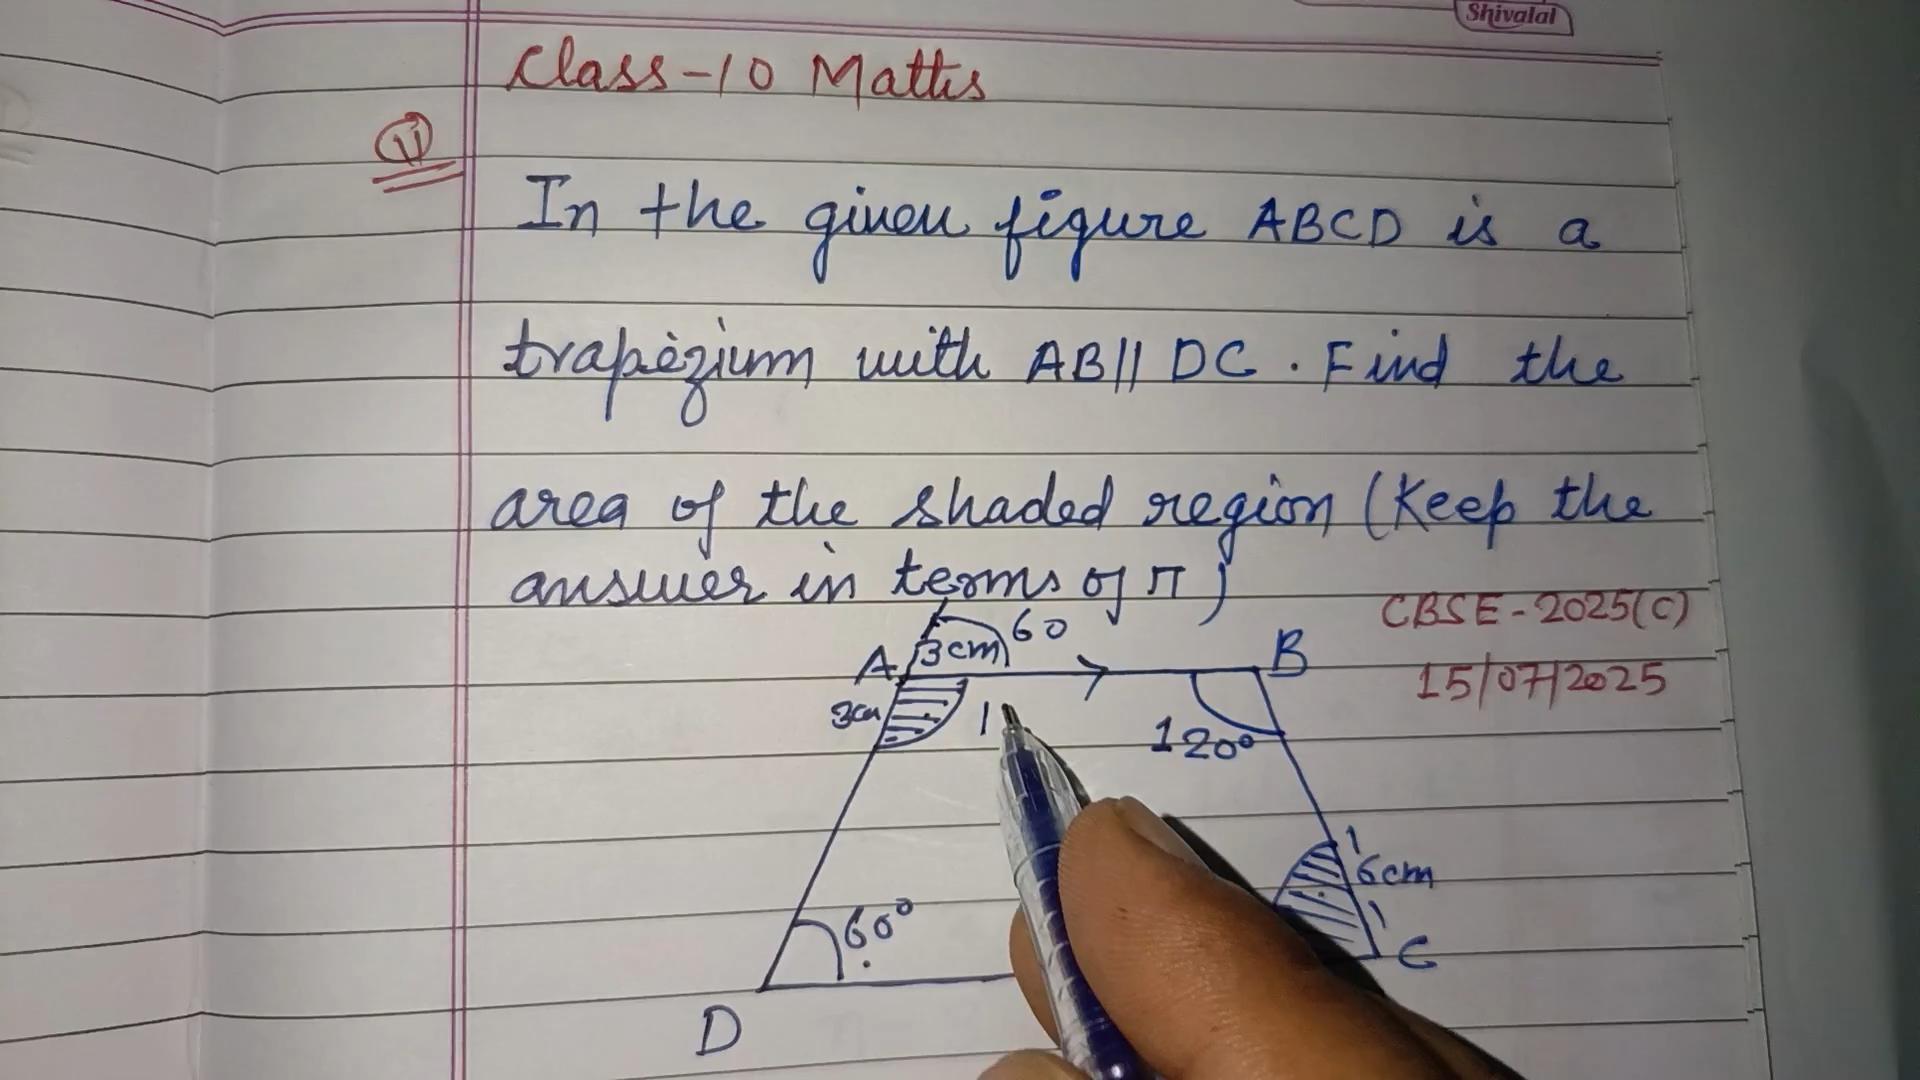 Shivalal
Class-10 Maths
11
In the given figure ABCD is a
trapezium with AB || DC. Find the
area of the shaded region (Keep the
answer in terms of π)
CBSE-2025(C)
15/07/2025
3cm 60
A B
3cm 1 120°
6cm
60° C
D